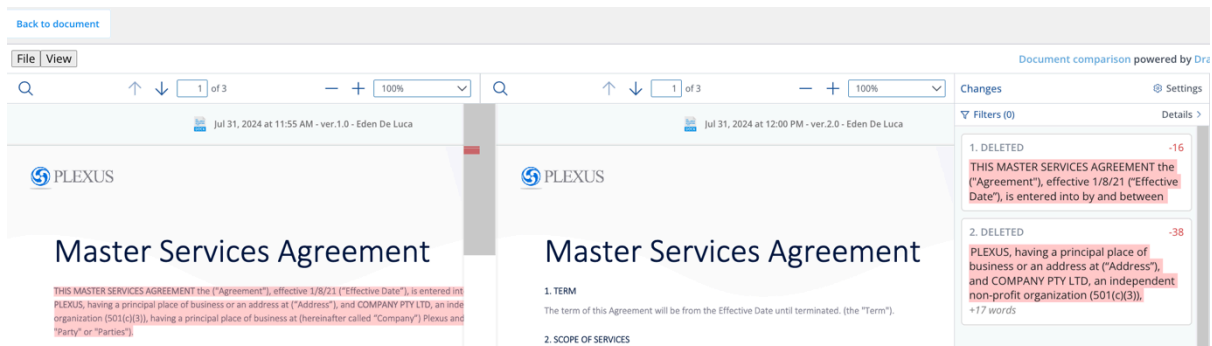 Back to document
File View
Document comparison powered by Dra
1 of 3 100%
1 of 3 100%
Changes Settings
Jul 31, 2024 at 11:55 AM - ver.1.0 - Eden De Luca
Jul 31, 2024 at 12:00 PM - ver.2.0 - Eden De Luca
Filters (0) Details >
PLEXUS
Master Services Agreement
THIS MASTER SERVICES AGREEMENT the ("Agreement"), effective 1/8/21 ("Effective Date"), is entered int
PLEXUS, having a principal place of business or an address at ("Address"), and COMPANY PTY LTD, an inde
organization (501(c)(3)), having a principal place of business at (hereinafter called "Company") Plexus and
"Party" or "Parties").
PLEXUS
Master Services Agreement
1. TERM
The term of this Agreement will be from the Effective Date until terminated. (the "Term").
2. SCOPE OF SERVICES
1. DELETED -16
THIS MASTER SERVICES AGREEMENT the
("Agreement"), effective 1/8/21 ("Effective
Date"), is entered into by and between
2. DELETED -38
PLEXUS, having a principal place of
business or an address at ("Address"),
and COMPANY PTY LTD, an independent
non-profit organization (501(c)(3)),
+17 words